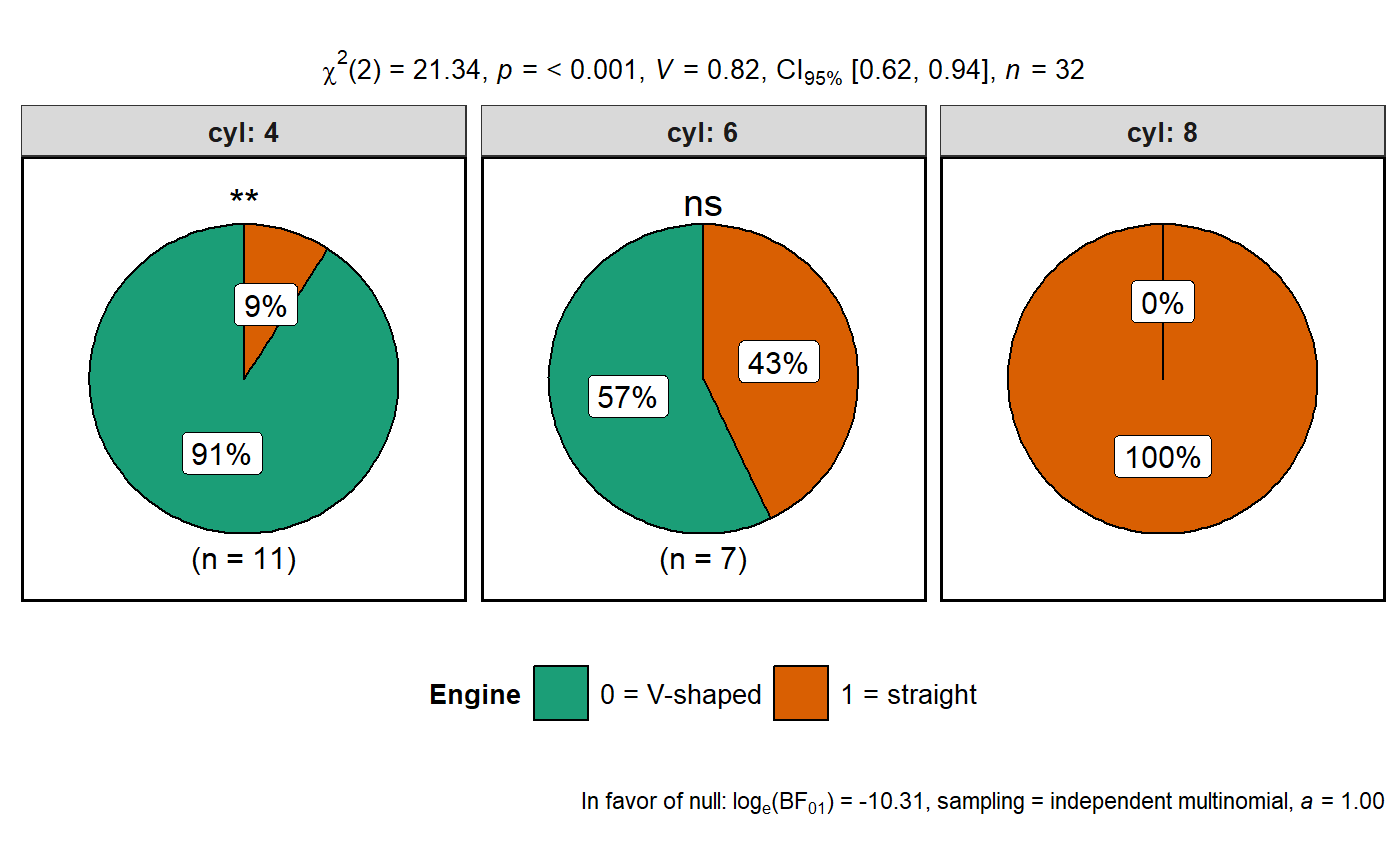 χ²(2) = 21.34, p = < 0.001, V = 0.82, CI95% [0.62, 0.94], n = 32
cyl: 4
cyl: 6
cyl: 8
**
ns
9%
0%
43%
57%
91%
100%
(n = 11)
(n = 7)
Engine 0 = V-shaped 1 = straight
In favor of null: loge(BF01) = -10.31, sampling = independent multinomial, a = 1.00